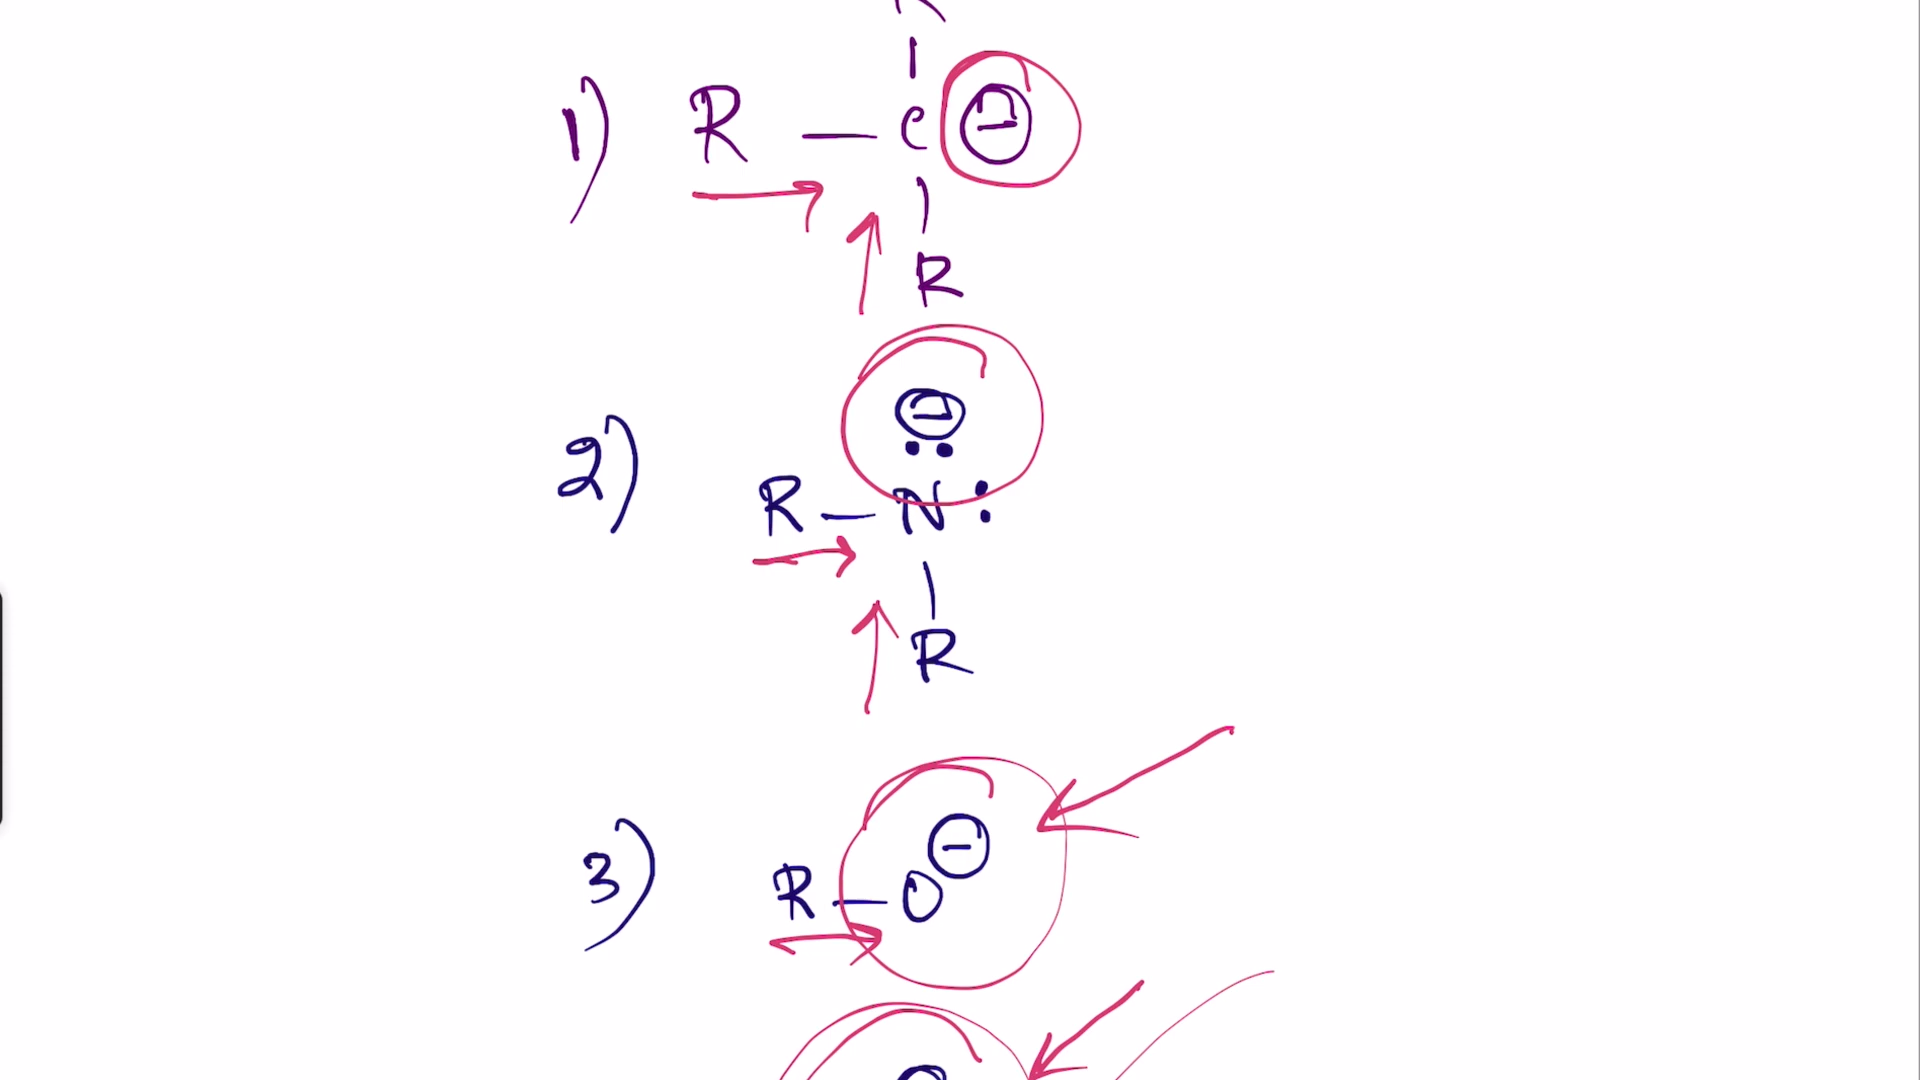 R
1) R — C ⊖
R
⊖
2) R — N :
R
⊖
3) R — O